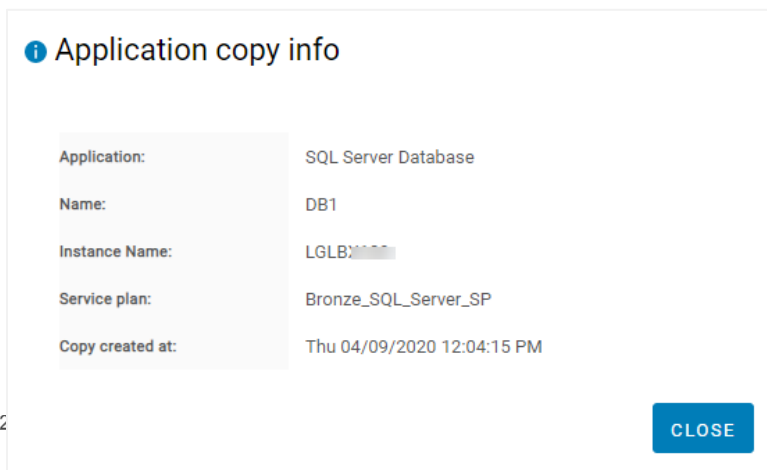 Application copy info
Application: SQL Server Database
Name: DB1
Instance Name:
Service plan: Bronze_SQL_Server_SP
Copy created at: Thu 04/09/2020 12:04:15 PM
2
CLOSE